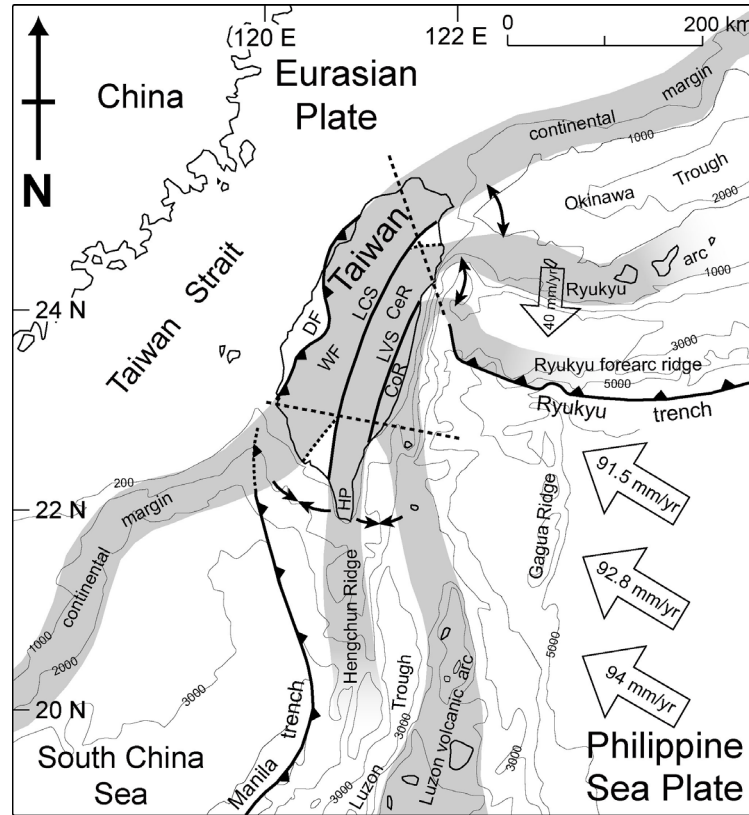 120 E
122 E
0
200 km
China
Eurasian
Plate
continental
margin
1000
Okinawa
Trough
2000
N
Taiwan
Taiwan Strait
arc
1000
Ryukyu
40 mm/yr
24 N
DF
LCS
CeR
WF
LVS
CoR
3000
Ryukyu forearc ridge
5000
Ryukyu
trench
91.5 mm/yr
200
margin
22 N
HP
continental
Gagua Ridge
92.8 mm/yr
Hengchun Ridge
1000
2000
5000
3000
Trough
arc
94 mm/yr
20 N
trench
3000
Luzon volcanic
Philippine
Sea Plate
South China
Sea
Manila
3000
Luzon
3000